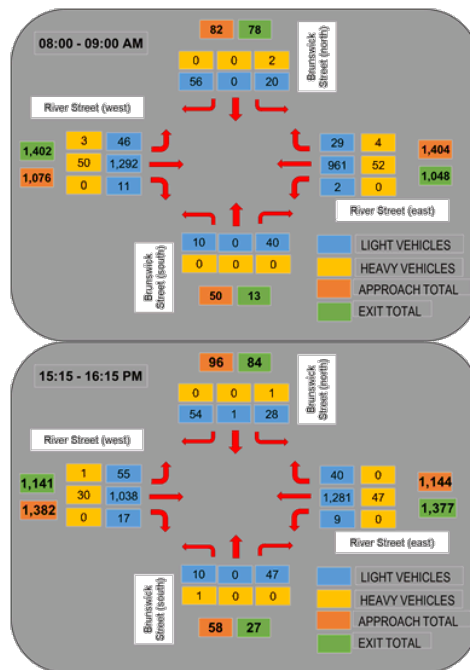 08:00 - 09:00 AM
82 78
0 0 2
56 0 20
Brunswick
Street (north)
River Street (west)
1,402
1,076
3 46
50 1,292
0 11
29 4
961 52
2 0
1,404
1,048
River Street (east)
Brunswick
Street (south)
10 0 40
0 0 0
50 13
LIGHT VEHICLES
HEAVY VEHICLES
APPROACH TOTAL
EXIT TOTAL
15:15 - 16:15 PM
96 84
0 0 1
54 1 28
Brunswick
Street (north)
River Street (west)
1,141
1,382
1 55
30 1,038
0 17
40 0
1,281 47
9 0
1,144
1,377
River Street (east)
Brunswick
Street (south)
10 0 47
1 0 0
58 27
LIGHT VEHICLES
HEAVY VEHICLES
APPROACH TOTAL
EXIT TOTAL